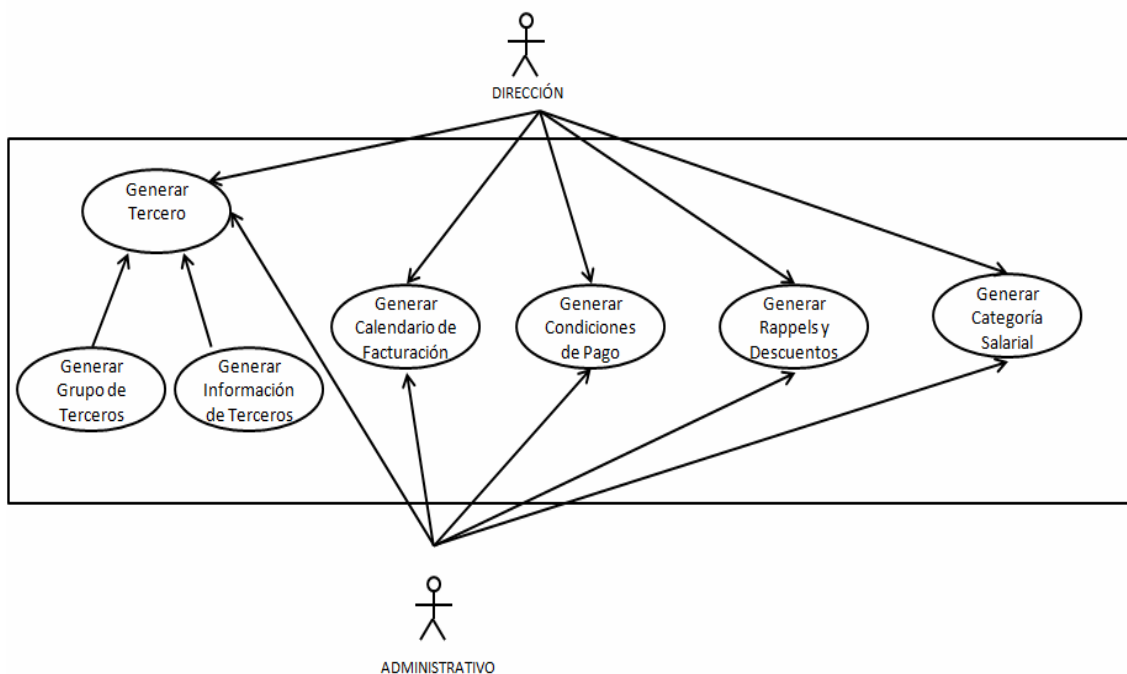 DIRECCIÓN
Generar
Tercero
Generar
Calendario de
Facturación
Generar
Condiciones
de Pago
Generar
Rappels y
Descuentos
Generar
Categoría
Salarial
Generar
Grupo de
Terceros
Generar
Información
de Terceros
ADMINISTRATIVO